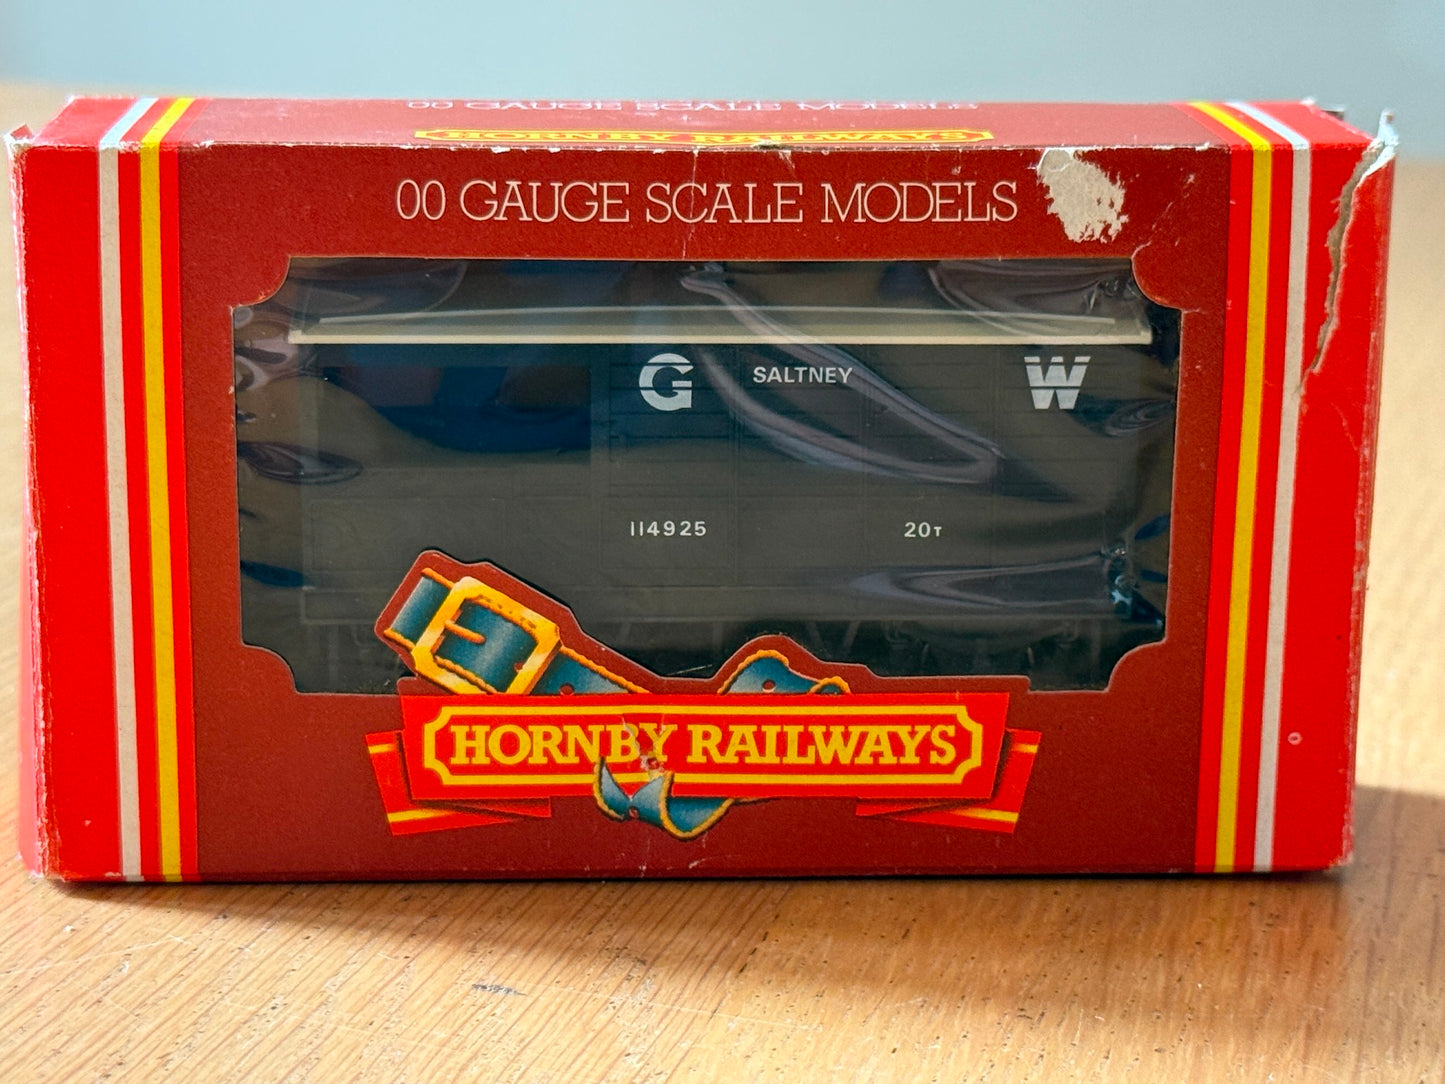 00 GAUGE SCALE MODELS
HORNBY RAILWAYS
00 GAUGE SCALE MODELS
G SALTNEY W
114925 20T
HORNBY RAILWAYS